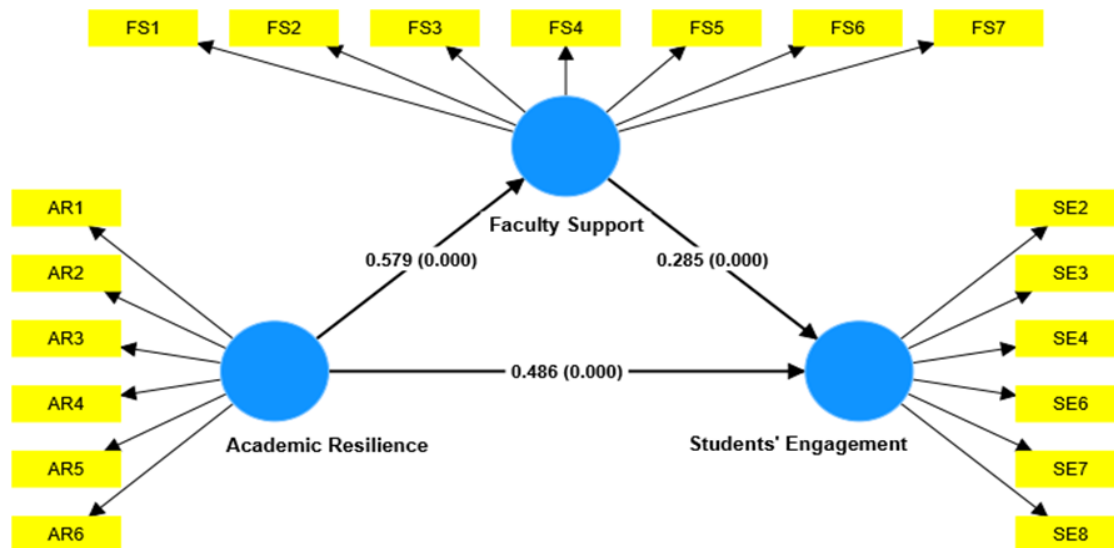 FS1
FS2
FS3
FS4
FS5
FS6
FS7
AR1
AR2
AR3
AR4
AR5
AR6
Faculty Support
0.579 (0.000)
0.285 (0.000)
0.486 (0.000)
Academic Resilience
Students' Engagement
SE2
SE3
SE4
SE6
SE7
SE8